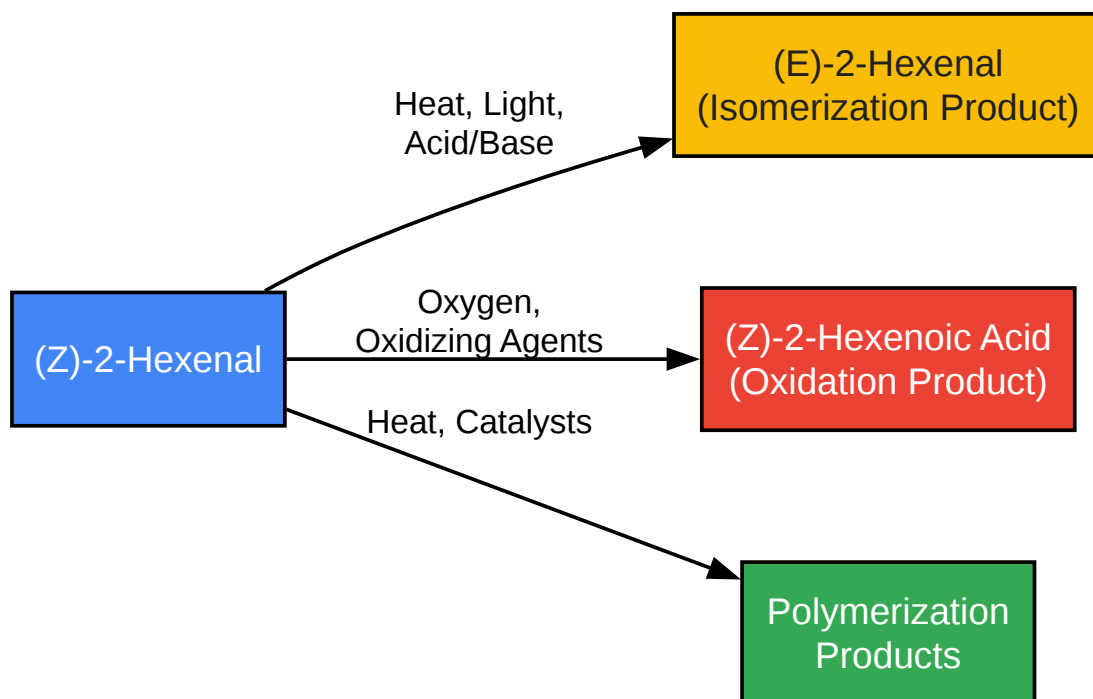 (E)-2-Hexenal
(Isomerization Product)
Heat, Light,
Acid/Base
(Z)-2-Hexenal
Oxygen,
Oxidizing Agents
(Z)-2-Hexenoic Acid
(Oxidation Product)
Heat, Catalysts
Polymerization
Products